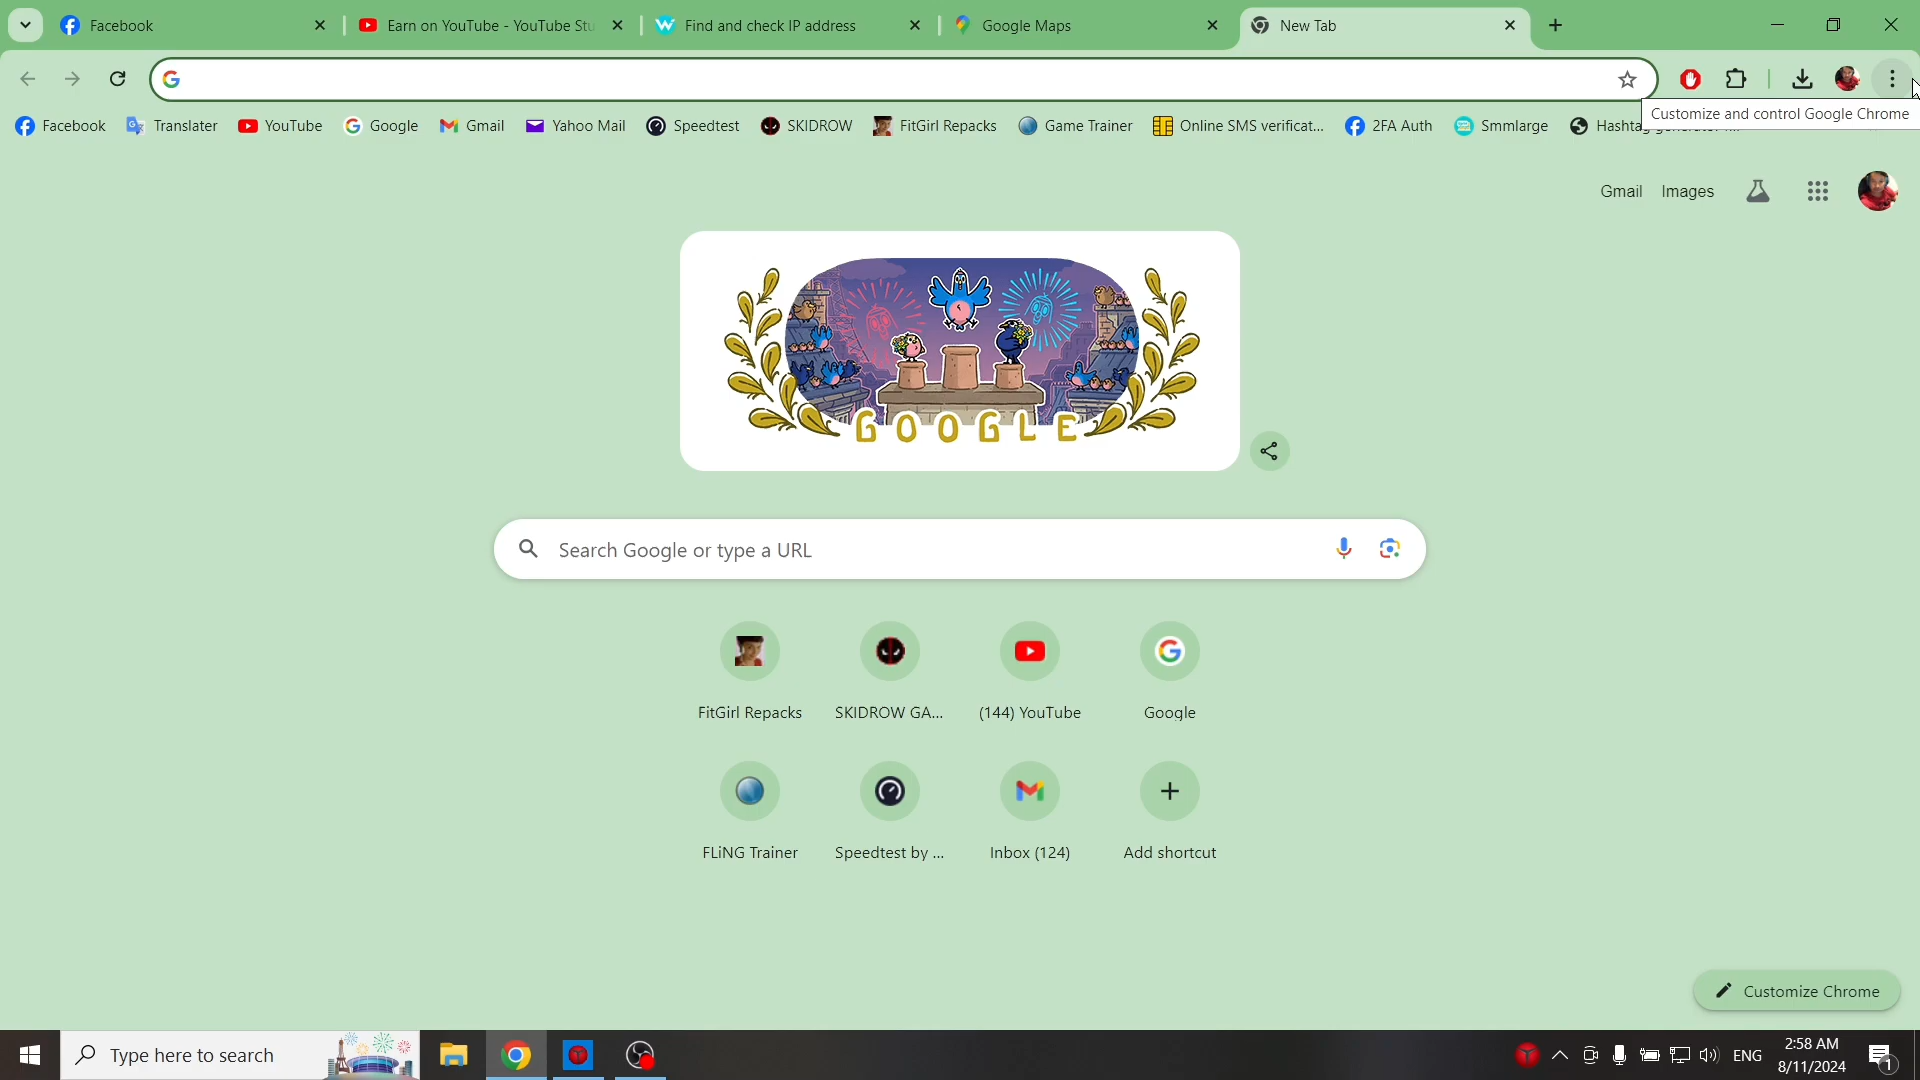 Facebook
Earn on YouTube - YouTube Stu
Find and check IP address
Google Maps
New Tab
Customize and control Google Chrome
Facebook
Translater
YouTube
Google
Gmail
Yahoo Mail
Speedtest
SKIDROW
FitGirl Repacks
Game Trainer
Online SMS verificat...
2FA Auth
Smmlarge
Gmail
Images
GOOGLE
Search Google or type a URL
FitGirl Repacks
SKIDROW GA...
(144) YouTube
Google
FLiNG Trainer
Speedtest by ...
Inbox (124)
Add shortcut
Customize Chrome
Type here to search
ENG
2:58 AM
8/11/2024
1